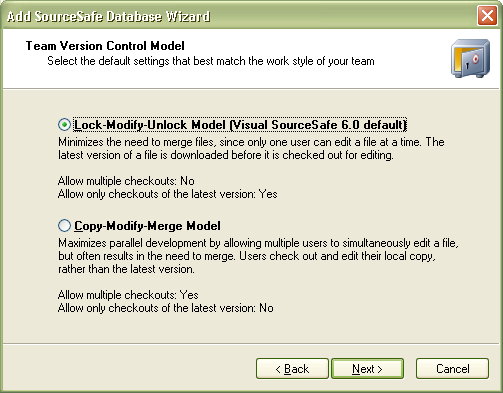 Add SourceSafe Database Wizard
Team Version Control Model
Select the default settings that best match the work style of your team
Lock-Modify-Unlock Model (Visual SourceSafe 6.0 default)
Minimizes the need to merge files, since only one user can edit a file at a time. The
latest version of a file is downloaded before it is checked out for editing.
Allow multiple checkouts: No
Allow only checkouts of the latest version: Yes
Copy-Modify-Merge Model
Maximizes parallel development by allowing multiple users to simultaneously edit a file,
but often results in the need to merge. Users check out and edit their local copy,
rather than the latest version.
Allow multiple checkouts: Yes
Allow only checkouts of the latest version: No
< Back
Next >
Cancel